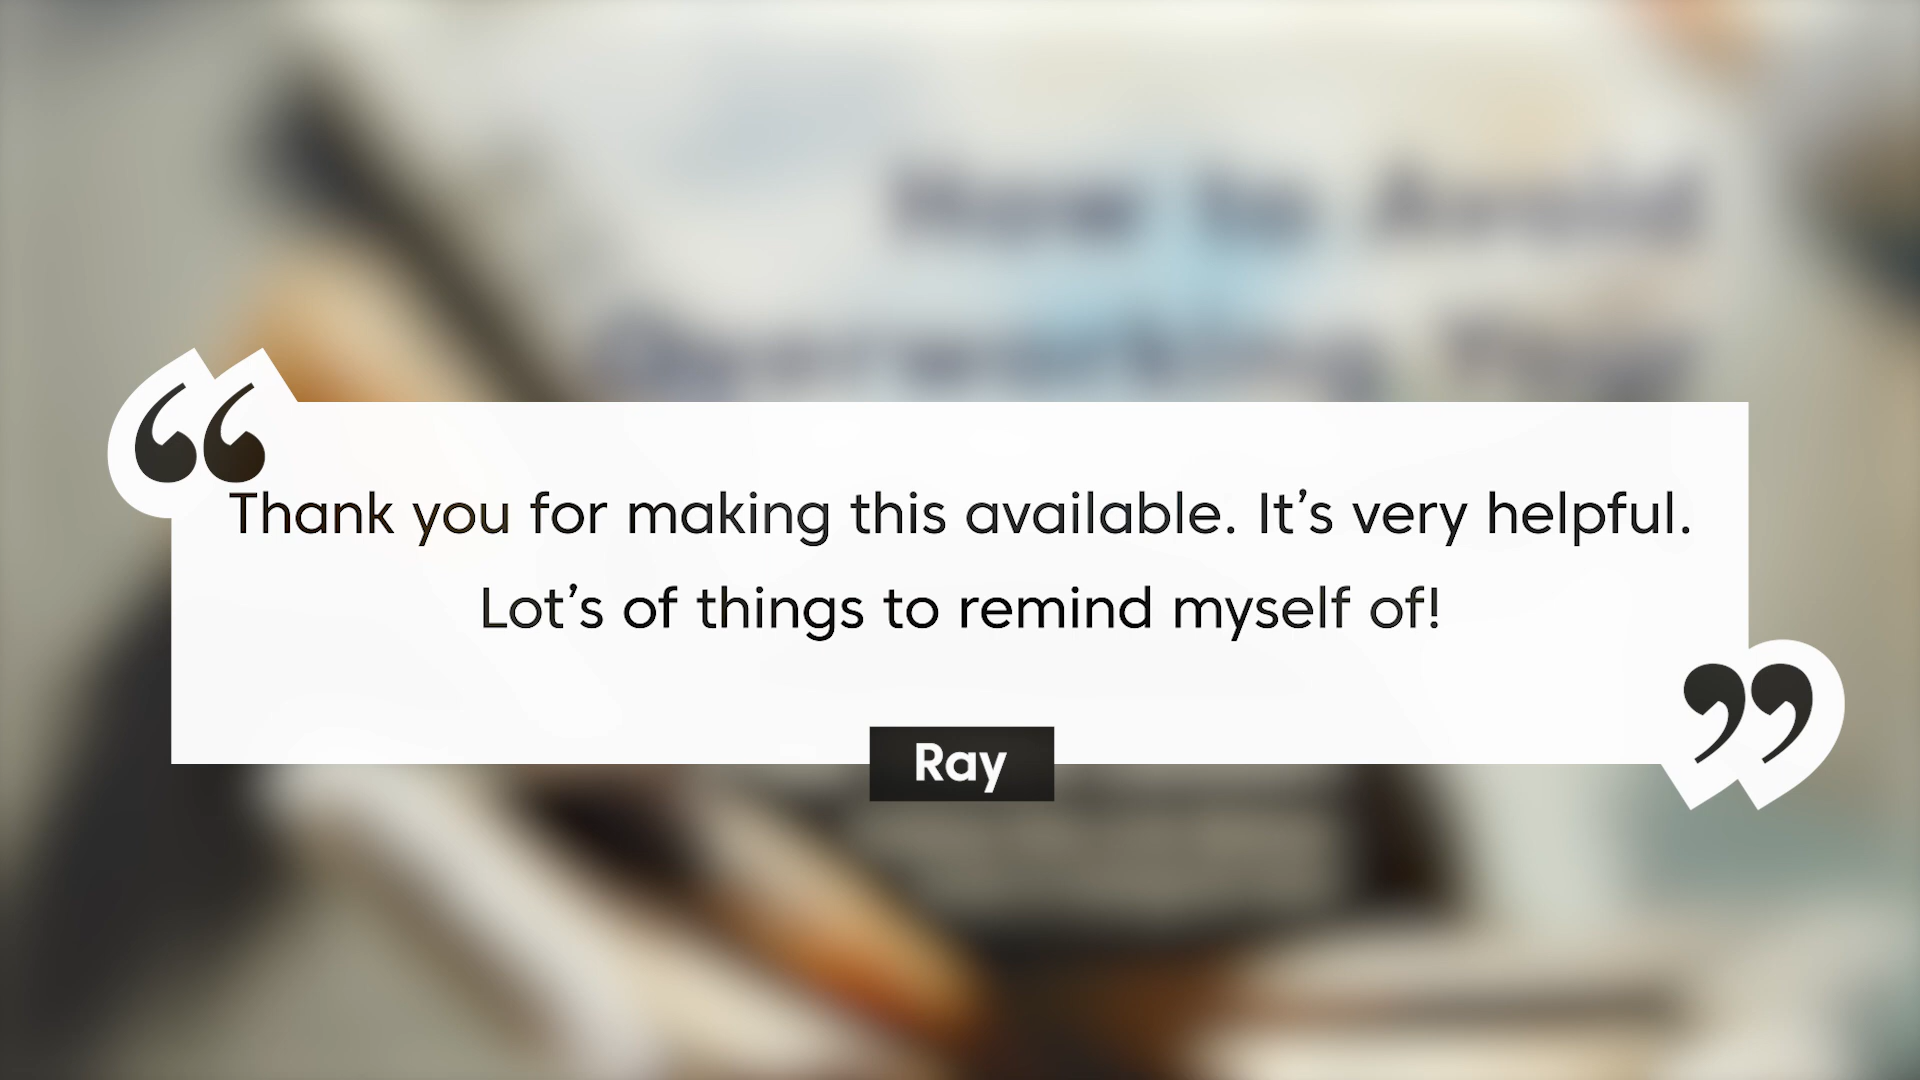 Thank you for making this available. It’s very helpful.
Lot’s of things to remind myself of!
Ray